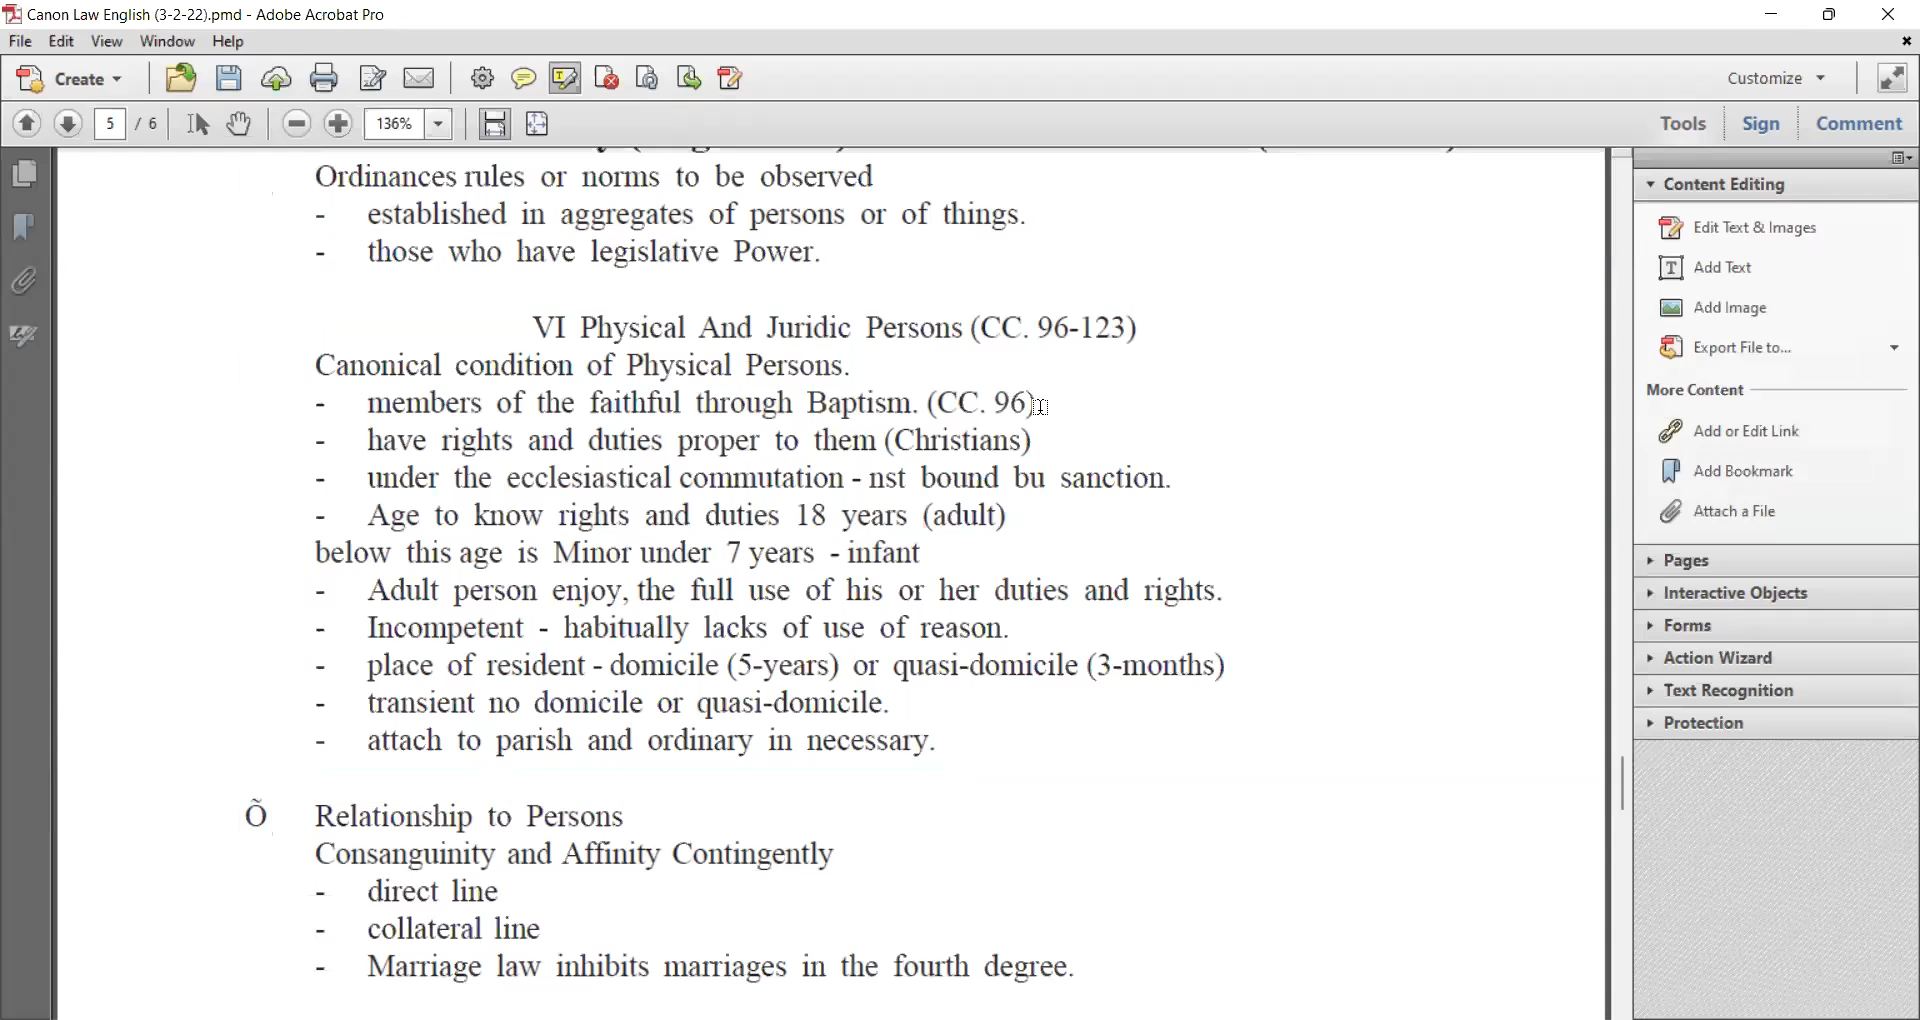 Canon Law English (3-2-22).pmd - Adobe Acrobat Pro
File Edit View Window Help
Create Customize
5 / 6 136% Tools Sign Comment
Ordinances rules or norms to be observed
- established in aggregates of persons or of things.
- those who have legislative Power.
VI Physical And Juridic Persons (CC. 96-123)
Canonical condition of Physical Persons.
- members of the faithful through Baptism. (CC. 96)
- have rights and duties proper to them (Christians)
- under the ecclesiastical commutation - nst bound bu sanction.
- Age to know rights and duties 18 years (adult)
below this age is Minor under 7 years - infant
- Adult person enjoy, the full use of his or her duties and rights.
- Incompetent - habitually lacks of use of reason.
- place of resident - domicile (5-years) or quasi-domicile (3-months)
- transient no domicile or quasi-domicile.
- attach to parish and ordinary in necessary.
Õ Relationship to Persons
Consanguinity and Affinity Contingently
- direct line
- collateral line
- Marriage law inhibits marriages in the fourth degree.
Content Editing
Edit Text & Images
Add Text
Add Image
Export File to...
More Content
Add or Edit Link
Add Bookmark
Attach a File
Pages
Interactive Objects
Forms
Action Wizard
Text Recognition
Protection